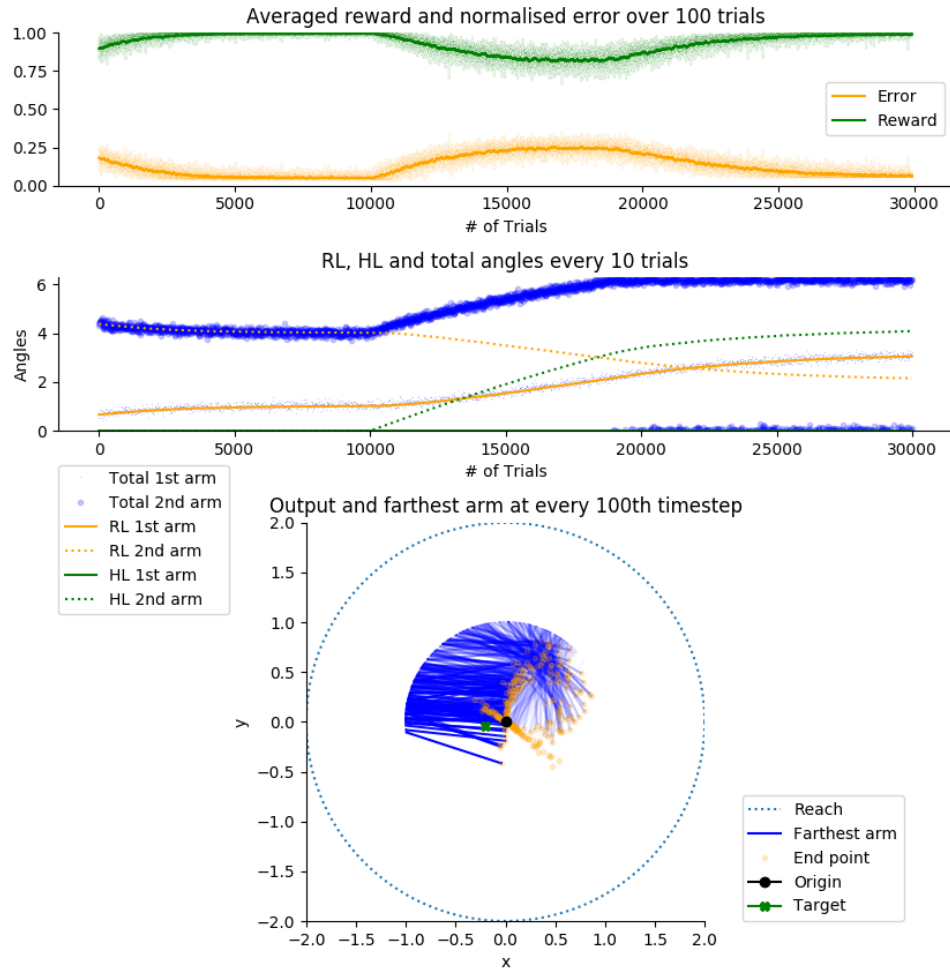 Averaged reward and normalised error over 100 trials
1.00
0.75
0.50
0.25
0.00
Error
Reward
0 5000 10000 15000 20000 25000 30000
# of Trials
RL, HL and total angles every 10 trials
Angles
6
4
2
0
0 5000 10000 15000 20000 25000 30000
# of Trials
Total 1st arm
Total 2nd arm
RL 1st arm
RL 2nd arm
HL 1st arm
HL 2nd arm
Output and farthest arm at every 100th timestep
y
2.0
1.5
1.0
0.5
0.0
−0.5
−1.0
−1.5
−2.0
−2.0 −1.5 −1.0 −0.5 0.0 0.5 1.0 1.5 2.0
x
Reach
Farthest arm
End point
Origin
Target